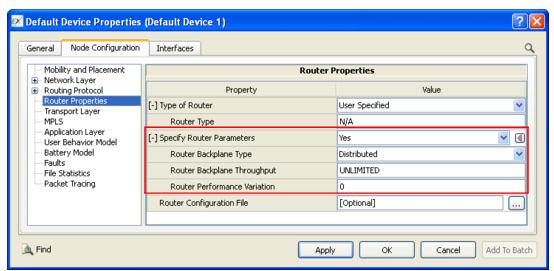 Default Device Properties (Default Device 1)
General Node Configuration Interfaces
Mobility and Placement
Network Layer
Routing Protocol
Router Properties
Transport Layer
MPLS
Application Layer
User Behavior Model
Battery Model
Faults
File Statistics
Packet Tracing
Router Properties
Property Value
[-] Type of Router User Specified
Router Type N/A
[-] Specify Router Parameters Yes
Router Backplane Type Distributed
Router Backplane Throughput UNLIMITED
Router Performance Variation 0
Router Configuration File [Optional] ...
Find Apply OK Cancel Add To Batch